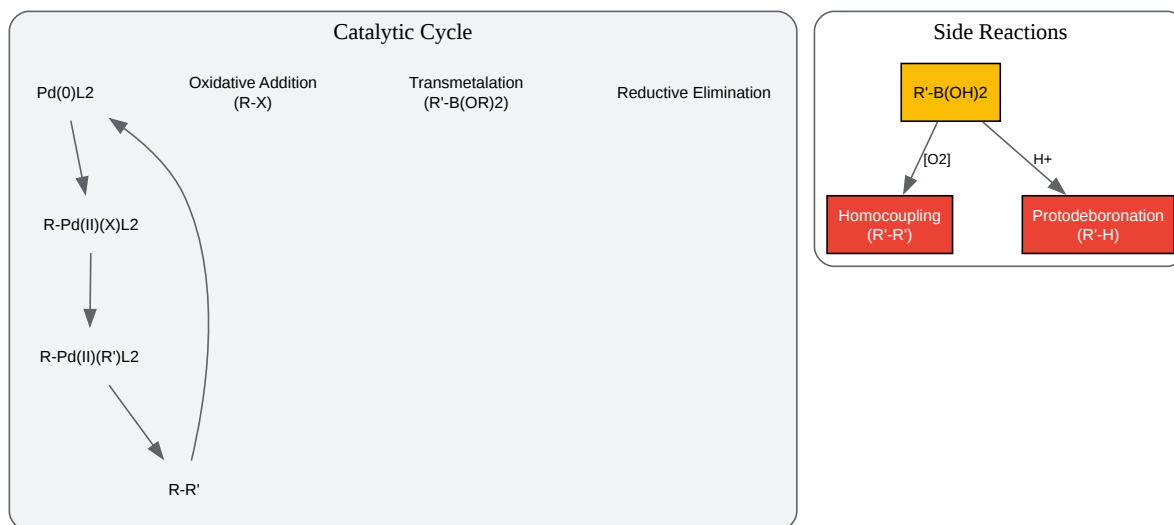 Catalytic Cycle
Pd(0)L2
Oxidative Addition
(R-X)
Transmetalation
(R'-B(OR)2)
Reductive Elimination
R-Pd(II)(X)L2
R-Pd(II)(R')L2
R-R'
Side Reactions
R'-B(OH)2
[O2]
H+
Homocoupling
(R'-R')
Protodeboronation
(R'-H)